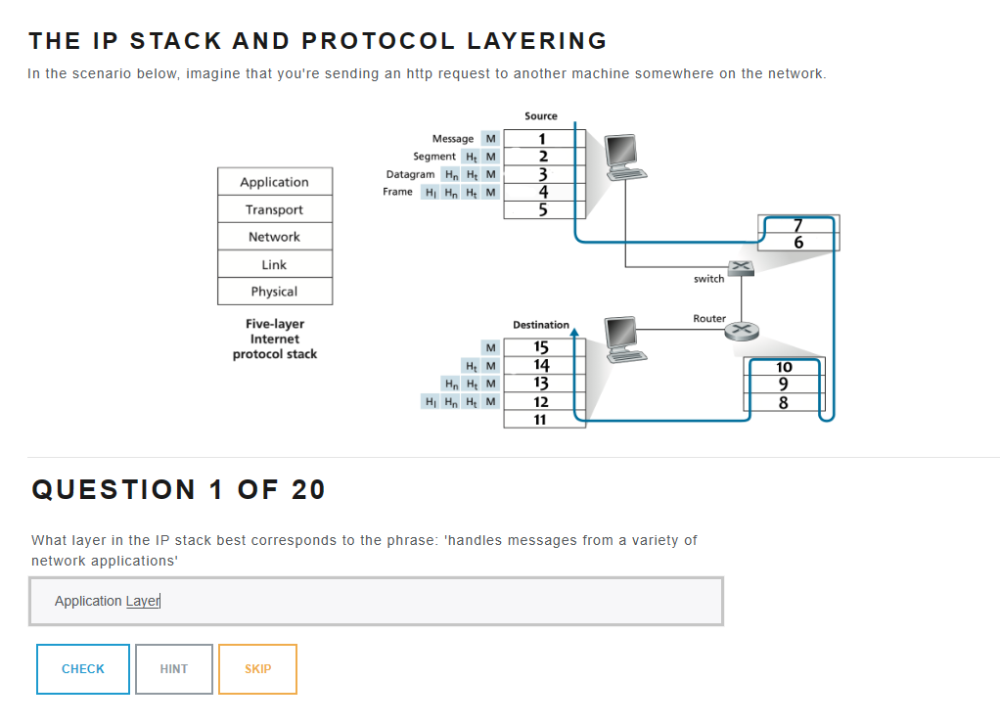 THE IP STACK AND PROTOCOL LAYERING
In the scenario below, imagine that you're sending an http request to another machine somewhere on the network.
Source
Message M 1
Segment Ht M 2
Datagram Hn Ht M 3
Frame Hl Hn Ht M 4
5
Application
Transport
Network
Link
Physical
Five-layer
Internet
protocol stack
7
6
switch
Router
Destination
M 15
Ht M 14
Hn Ht M 13
Hl Hn Ht M 12
11
10
9
8
QUESTION 1 OF 20
What layer in the IP stack best corresponds to the phrase: 'handles messages from a variety of
network applications'
Application Layer
CHECK HINT SKIP